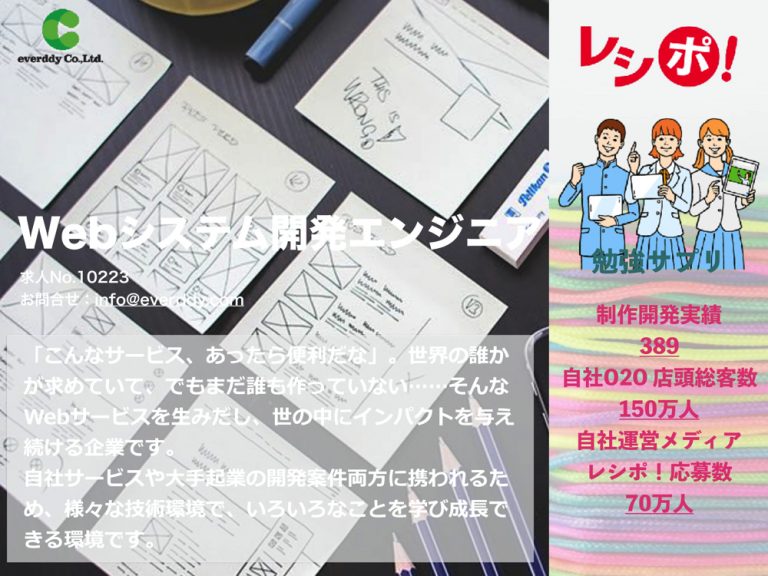 everddy Co.,Ltd.
THIS IS A
WRONG
Pelikan
Webシステム開発エンジニア
求人No.10223
お問合せ：info@everddy.com
「こんなサービス、あったら便利だな」。世界の誰か
が求めていて、でもまだ誰も作っていない……そんな
Webサービスを生みだし、世の中にインパクトを与え
続ける企業です。
自社サービスや大手起業の開発案件両方に携われるた
め、様々な技術環境で、いろいろなことを学び成長で
きる環境です。
レシポ！
勉強サプリ
制作開発実績
389
自社O2O 店頭総客数
150万人
自社運営メディア
レシポ！応募数
70万人